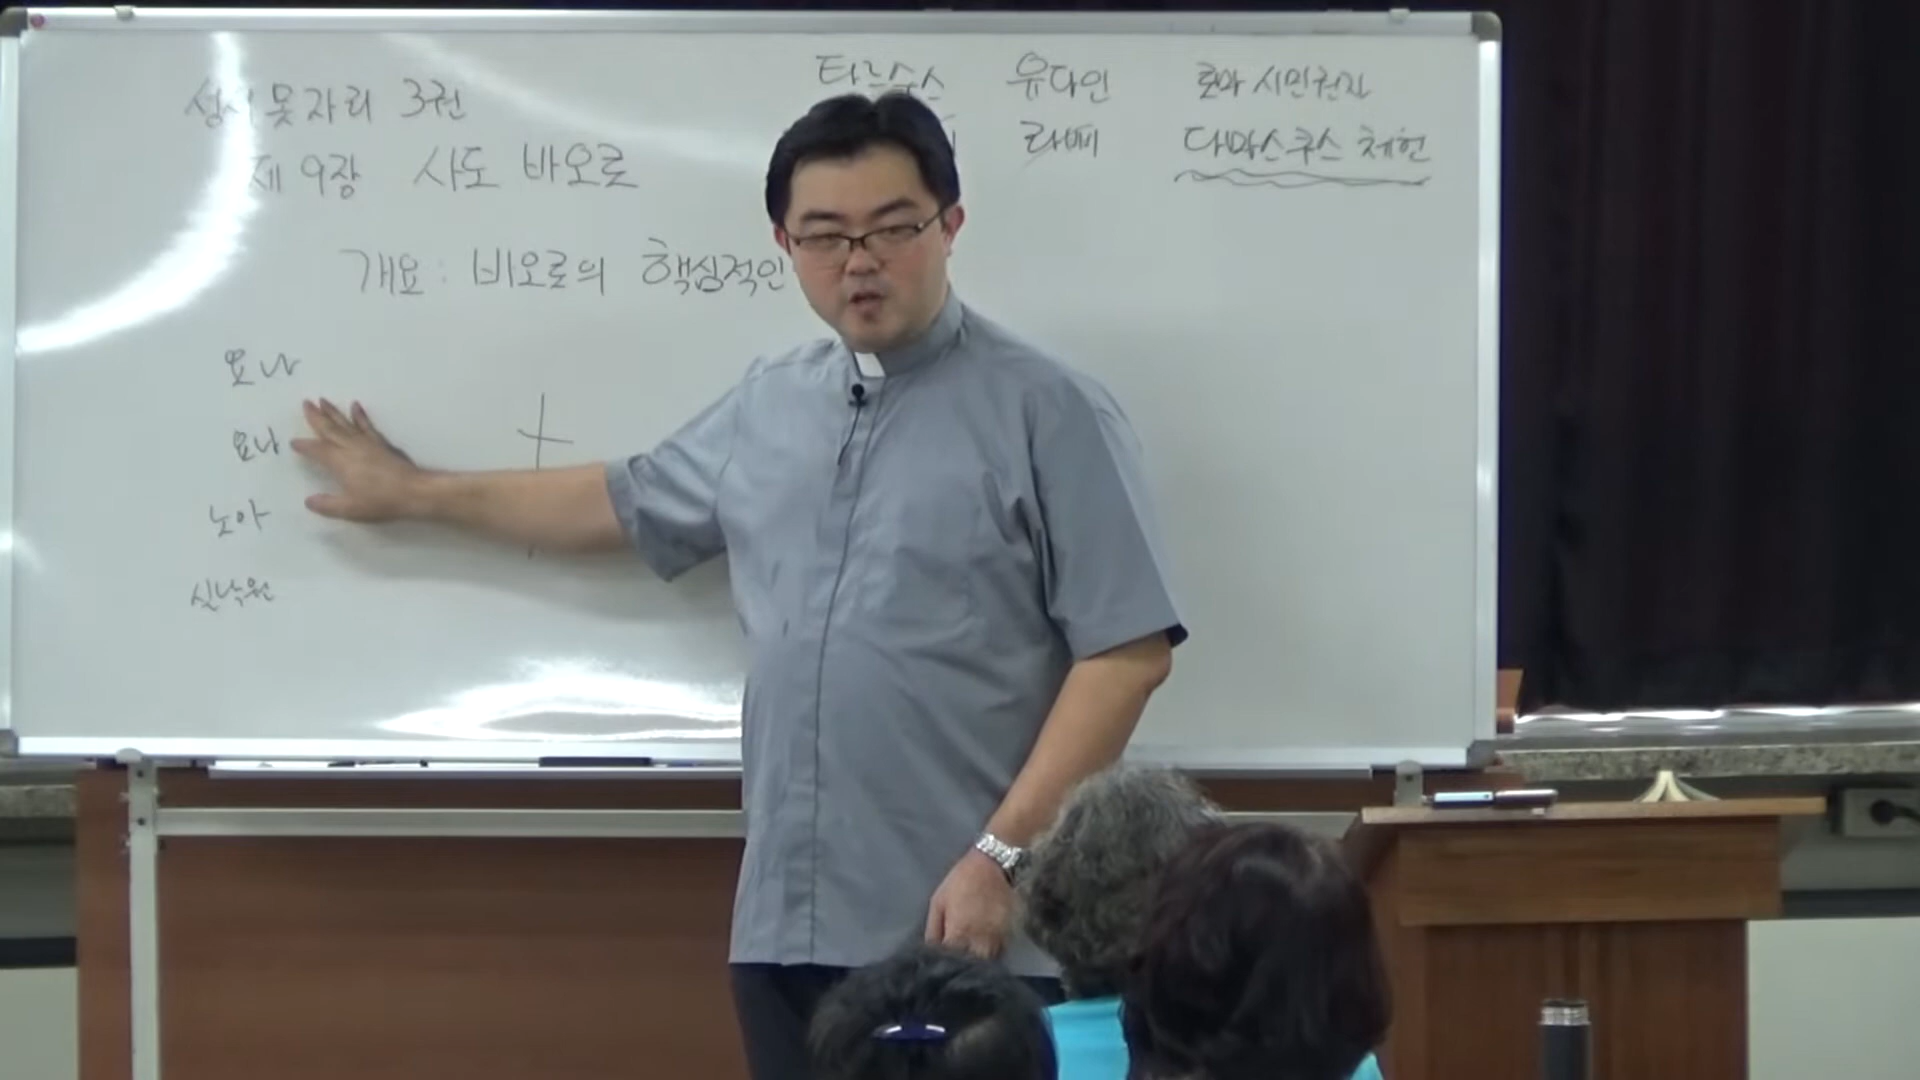 성서못자리 3권
제 9장 사도 바오로
타르수스 유다인 로마 시민권자
라삐 다마스쿠스 체험
개요: 바오로의 핵심적인
요나
요나
노아
실낙원